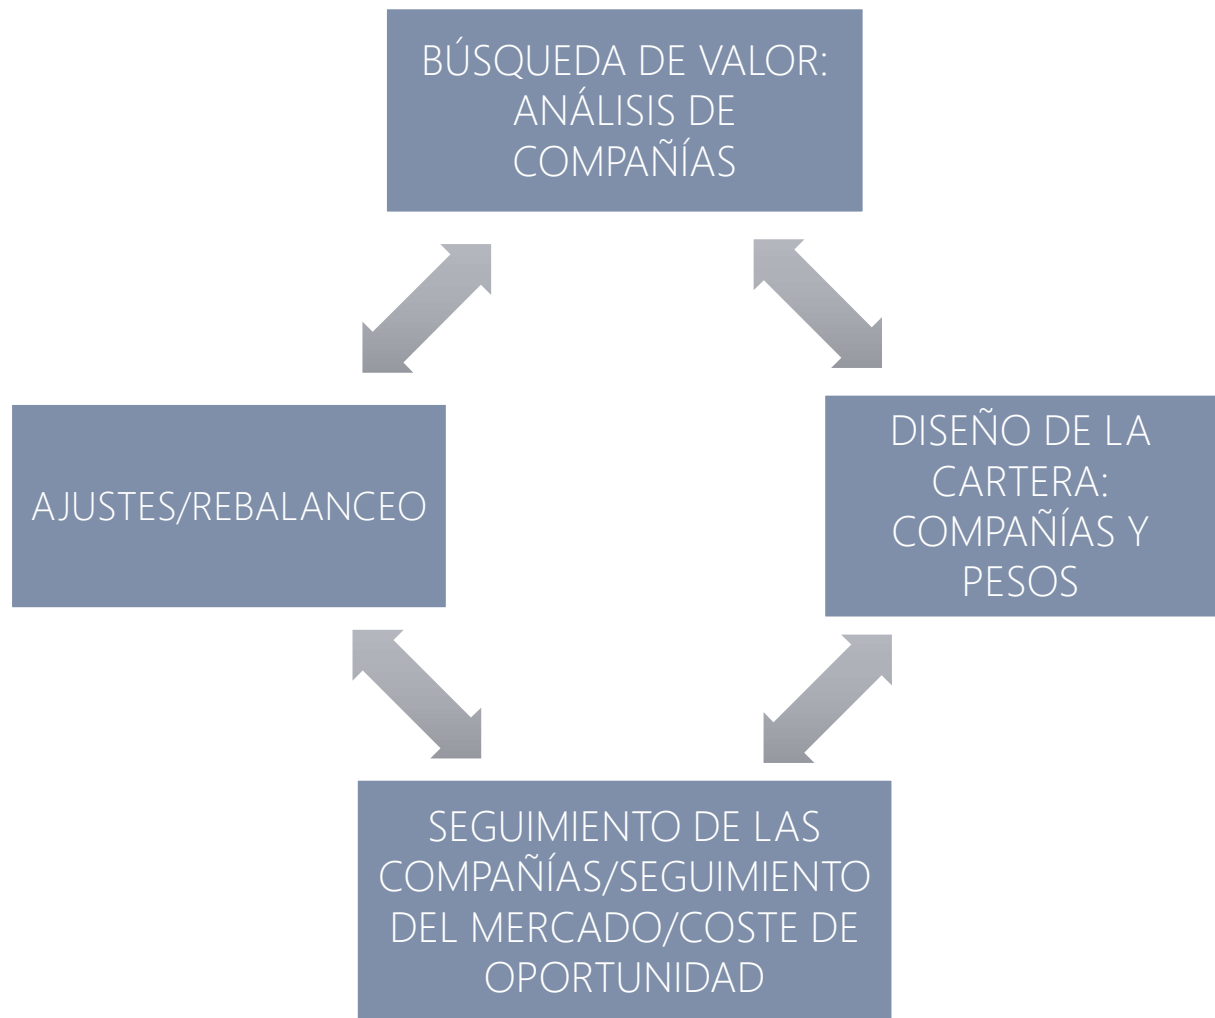 BÚSQUEDA DE VALOR:
ANÁLISIS DE
COMPAÑÍAS
AJUSTES/REBALANCEO
DISEÑO DE LA
CARTERA:
COMPAÑÍAS Y
PESOS
SEGUIMIENTO DE LAS
COMPAÑÍAS/SEGUIMIENTO
DEL MERCADO/COSTE DE
OPORTUNIDAD